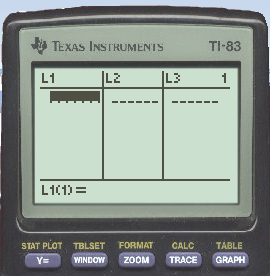 TEXAS INSTRUMENTS TI-83
L1 L2 L3 1
------ ------
L1(1) =
STAT PLOT TBLSET FORMAT CALC TABLE
Y= WINDOW ZOOM TRACE GRAPH